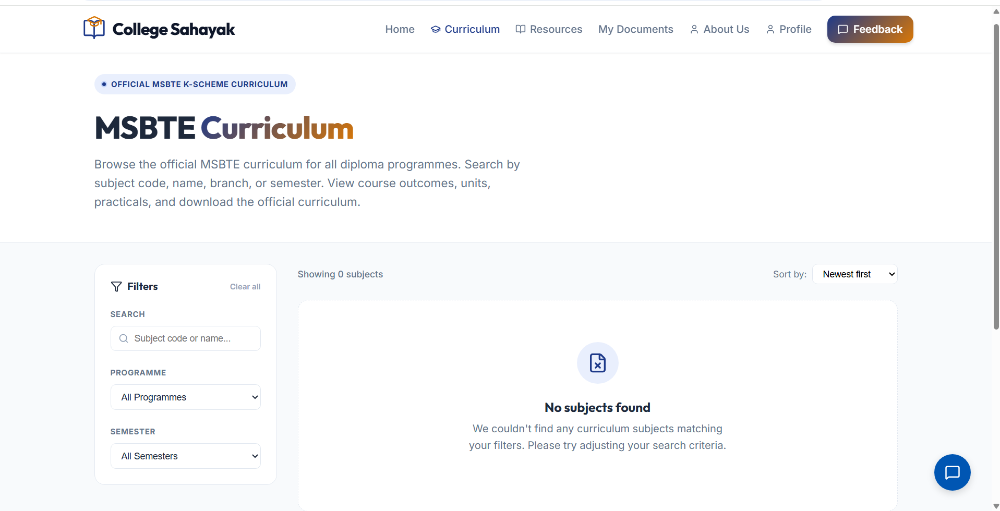 College Sahayak
Home
Curriculum
Resources
My Documents
About Us
Profile
Feedback
OFFICIAL MSBTE K-SCHEME CURRICULUM
MSBTE Curriculum
Browse the official MSBTE curriculum for all diploma programmes. Search by
subject code, name, branch, or semester. View course outcomes, units,
practicals, and download the official curriculum.
Filters
Clear all
SEARCH
Subject code or name...
PROGRAMME
All Programmes
SEMESTER
All Semesters
Showing 0 subjects
Sort by:
Newest first
No subjects found
We couldn't find any curriculum subjects matching
your filters. Please try adjusting your search criteria.